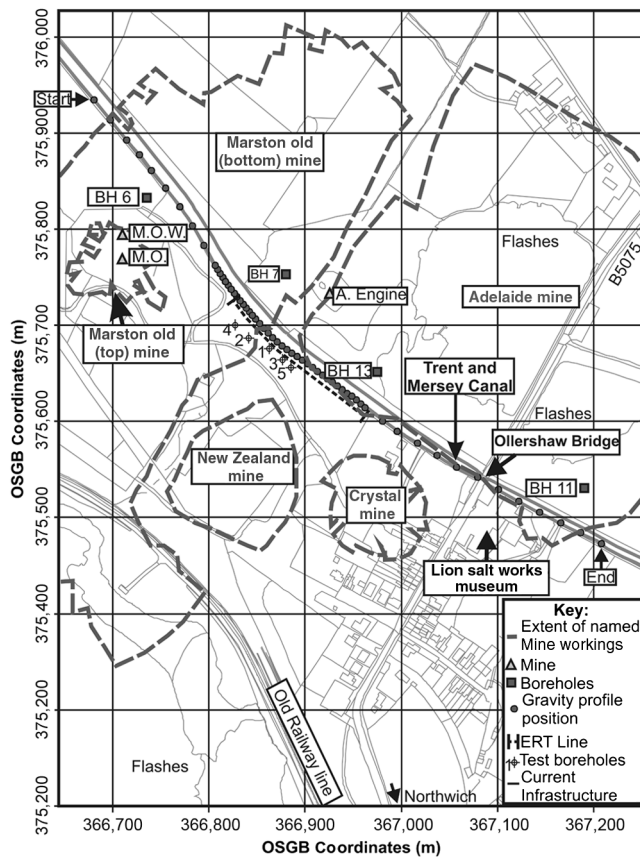 376,000
375,900
375,800
375,700
375,600
375,500
375,400
375,200
375,200
OSGB Coordinates (m)
Start
Marston old
(bottom) mine
BH 6
M.O.W.
M.O.
Marston old
(top) mine
BH 7
A. Engine
Flashes
Adelaide mine
B5075
4
2
1
3
5
BH 13
Trent and
Mersey Canal
Flashes
Ollershaw Bridge
New Zealand
mine
Crystal
mine
BH 11
Lion salt works
museum
End
Old Railway line
Flashes
Northwich
Key:
Extent of named
Mine workings
Mine
Boreholes
Gravity profile
position
ERT Line
1
Test boreholes
Current
Infrastructure
366,700
366,800
366,900
367,000
367,100
367,200
OSGB Coordinates (m)